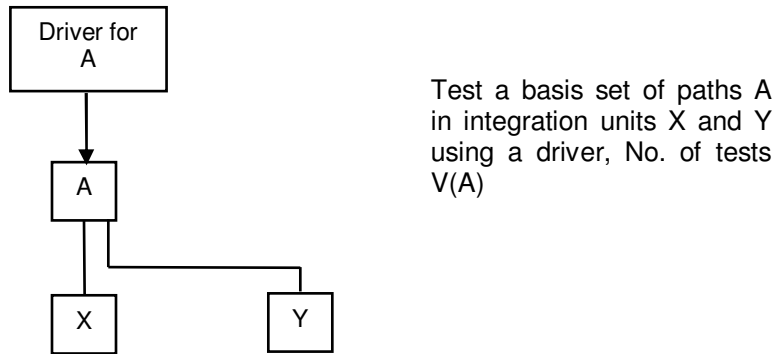 Driver for
A
Test a basis set of paths A
in integration units X and Y
using a driver, No. of tests
V(A)
A
X
Y